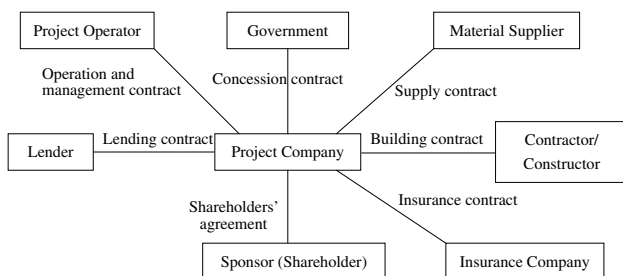 Project Operator
Government
Material Supplier
Operation and
management contract
Concession contract
Supply contract
Lender
Lending contract
Project Company
Building contract
Contractor/
Constructor
Shareholders’
agreement
Insurance contract
Sponsor (Shareholder)
Insurance Company